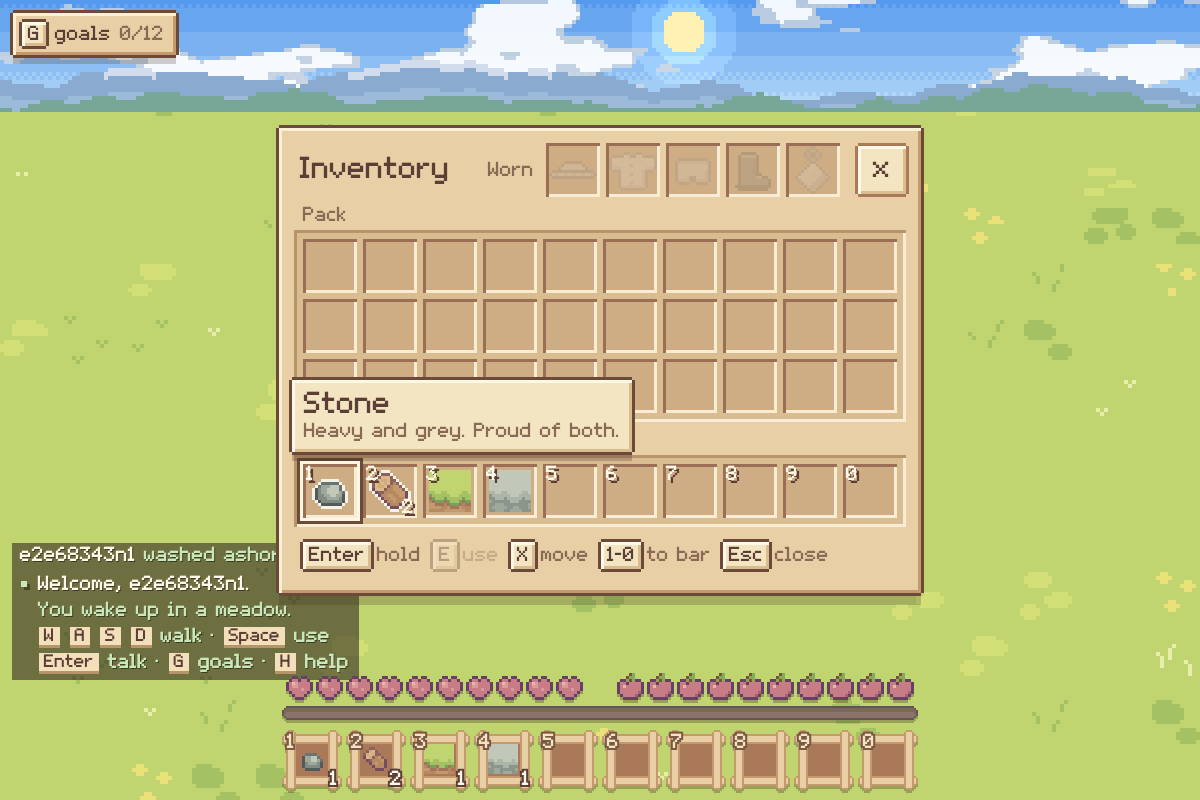 G goals 0/12
Inventory Worn X
Pack
Stone
Heavy and grey. Proud of both.
1 2 3 4 5 6 7 8 9 0
2
Enter hold E use X move 1-0 to bar Esc close
e2e68343n1 washed ashor
Welcome, e2e68343n1.
You wake up in a meadow.
W A S D walk · Space use
Enter talk · G goals · H help
1 2 3 4 5 6 7 8 9 0
1 2 1 1